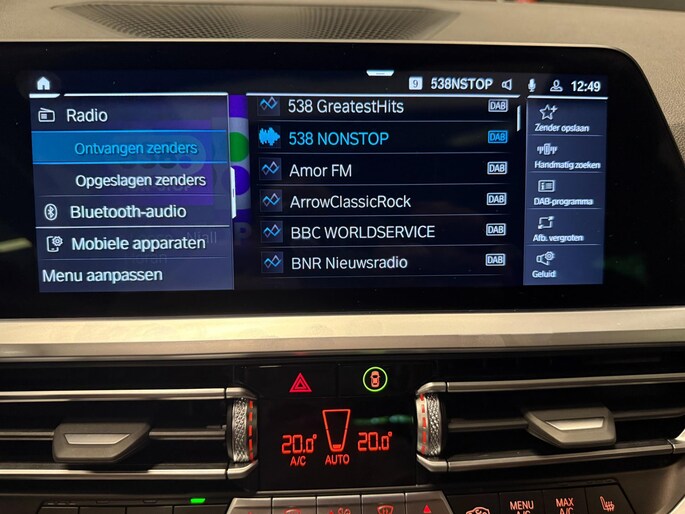 9 538NSTOP 12:49
Radio
Ontvangen zenders
Opgeslagen zenders
Bluetooth-audio
Mobiele apparaten
Menu aanpassen
Niall
538 GreatestHits DAB
538 NONSTOP DAB
Amor FM DAB
ArrowClassicRock DAB
BBC WORLDSERVICE DAB
BNR Nieuwsradio DAB
Zender opslaan
Handmatig zoeken
DAB-programma
Afb. vergroten
Geluid
20.0° 20.0°
A/C AUTO
MENU
A/C
MAX
A/C